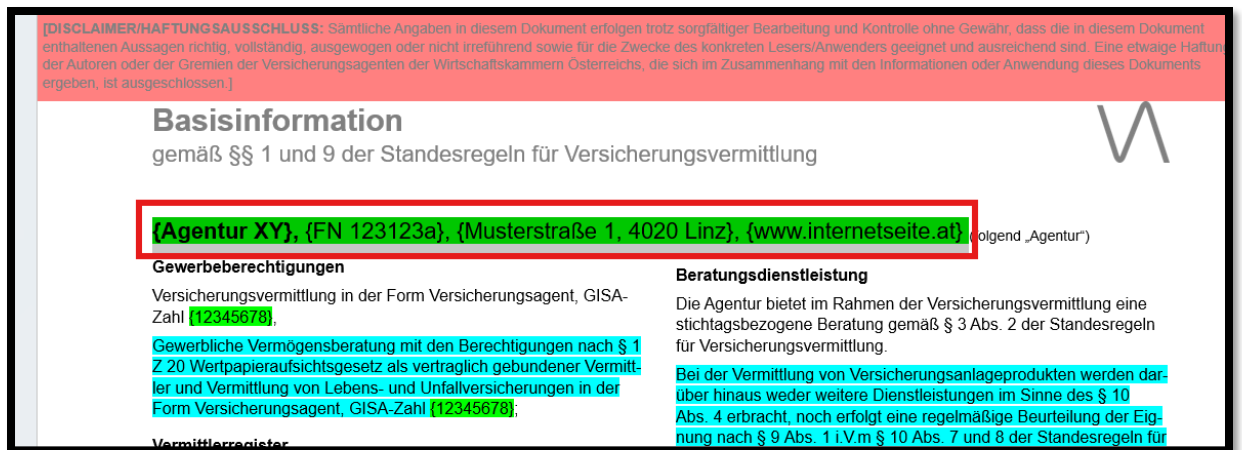 [DISCLAIMER/HAFTUNGSAUSSCHLUSS: Sämtliche Angaben in diesem Dokument erfolgen trotz sorgfältiger Bearbeitung und Kontrolle ohne Gewähr, dass die in diesem Dokument
enthaltenen Aussagen richtig, vollständig, ausgewogen oder nicht irreführend sowie für die Zwecke des konkreten Lesers/Anwenders geeignet und ausreichend sind. Eine etwaige Haftung
der Autoren oder der Gremien der Versicherungsagenten der Wirtschaftskammern Österreichs, die sich im Zusammenhang mit den Informationen oder Anwendung dieses Dokuments
ergeben, ist ausgeschlossen.]
Basisinformation
gemäß §§ 1 und 9 der Standesregeln für Versicherungsvermittlung
{Agentur XY}, {FN 123123a}, {Musterstraße 1, 4020 Linz}, {www.internetseite.at} (folgend „Agentur")
Gewerbeberechtigungen
Versicherungsvermittlung in der Form Versicherungsagent, GISA-
Zahl {12345678},
Gewerbliche Vermögensberatung mit den Berechtigungen nach § 1
Z 20 Wertpapieraufsichtsgesetz als vertraglich gebundener Vermitt-
ler und Vermittlung von Lebens- und Unfallversicherungen in der
Form Versicherungsagent, GISA-Zahl {12345678};
Vermittlerregister
Beratungsdienstleistung
Die Agentur bietet im Rahmen der Versicherungsvermittlung eine
stichtagsbezogene Beratung gemäß § 3 Abs. 2 der Standesregeln
für Versicherungsvermittlung.
Bei der Vermittlung von Versicherungsanlageprodukten werden dar-
über hinaus weder weitere Dienstleistungen im Sinne des § 10
Abs. 4 erbracht, noch erfolgt eine regelmäßige Beurteilung der Eig-
nung nach § 9 Abs. 1 i.V.m § 10 Abs. 7 und 8 der Standesregeln für